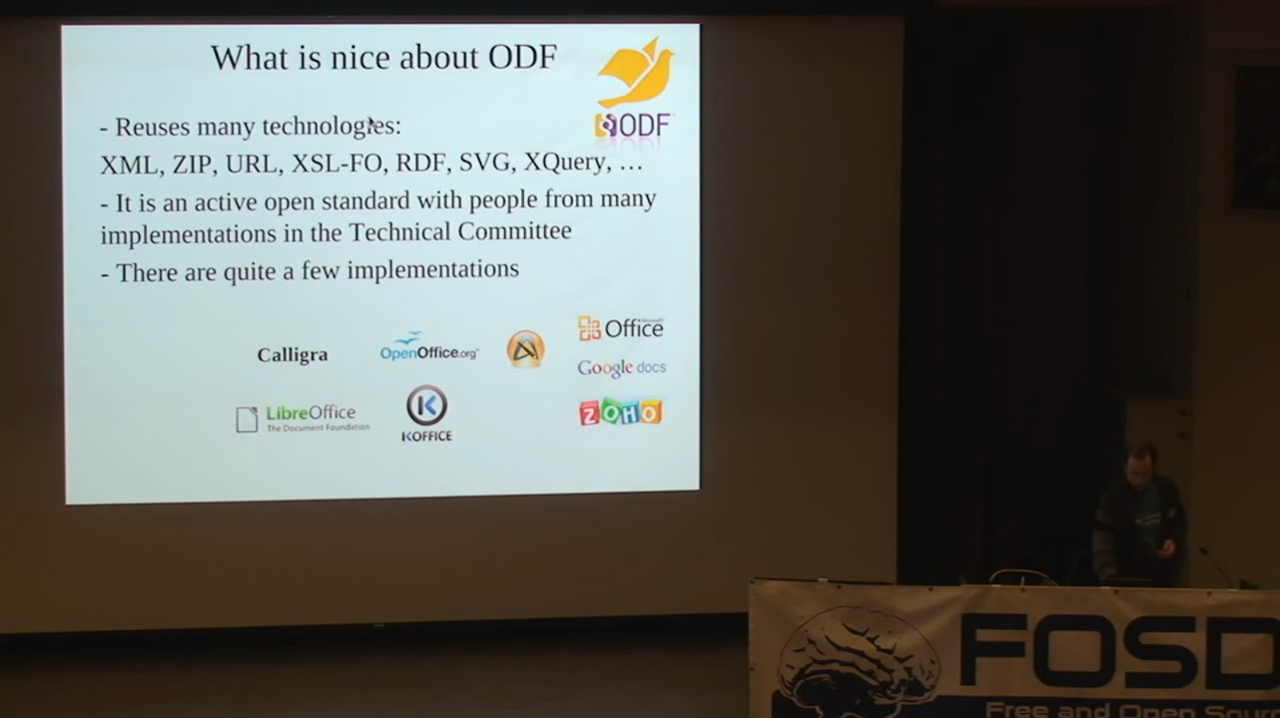 What is nice about ODF
ODF
- Reuses many technologies:
XML, ZIP, URL, XSL-FO, RDF, SVG, XQuery, …
- It is an active open standard with people from many
implementations in the Technical Committee
- There are quite a few implementations
Microsoft
Office
Calligra
OpenOffice.org
Google docs
LibreOffice
The Document Foundation
KOFFICE
ZOHO
FOSD
Free and Open Sour